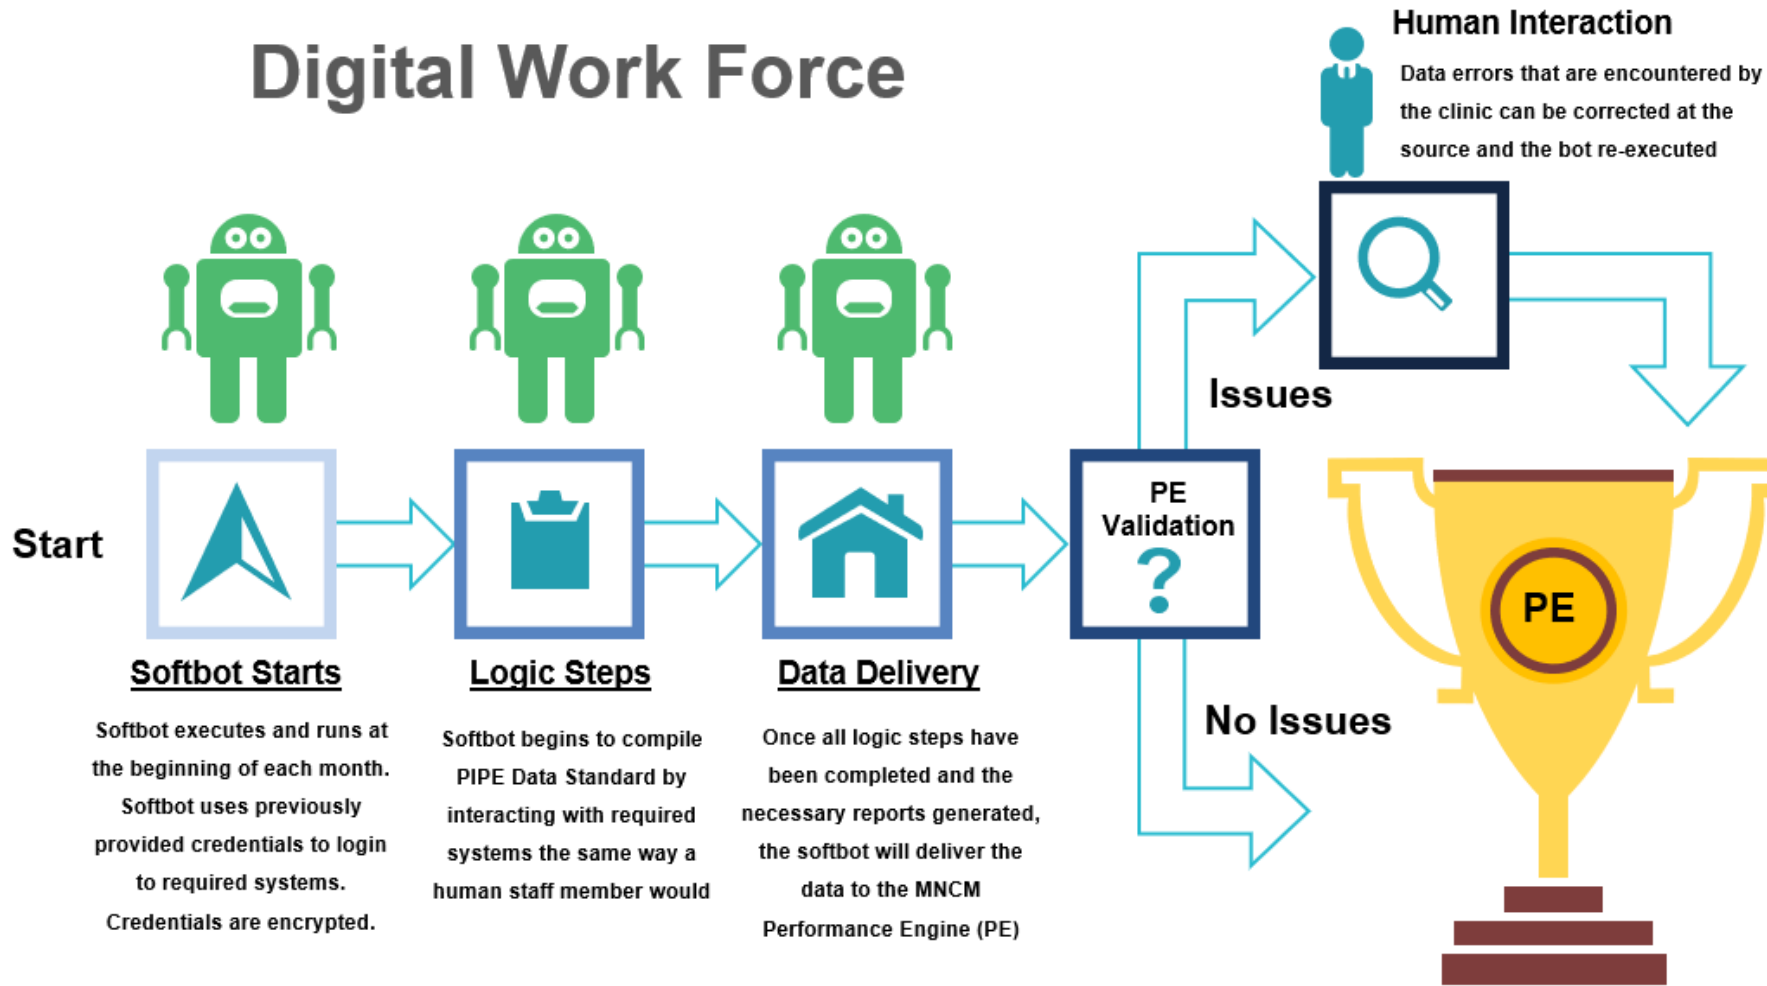 Digital Work Force
Human Interaction
Data errors that are encountered by
the clinic can be corrected at the
source and the bot re-executed
Issues
Start
PE
Validation
?
Softbot Starts
Softbot executes and runs at
the beginning of each month.
Softbot uses previously
provided credentials to login
to required systems.
Credentials are encrypted.
Logic Steps
Softbot begins to compile
PIPE Data Standard by
interacting with required
systems the same way a
human staff member would
Data Delivery
Once all logic steps have
been completed and the
necessary reports generated,
the softbot will deliver the
data to the MNCM
Performance Engine (PE)
No Issues
PE